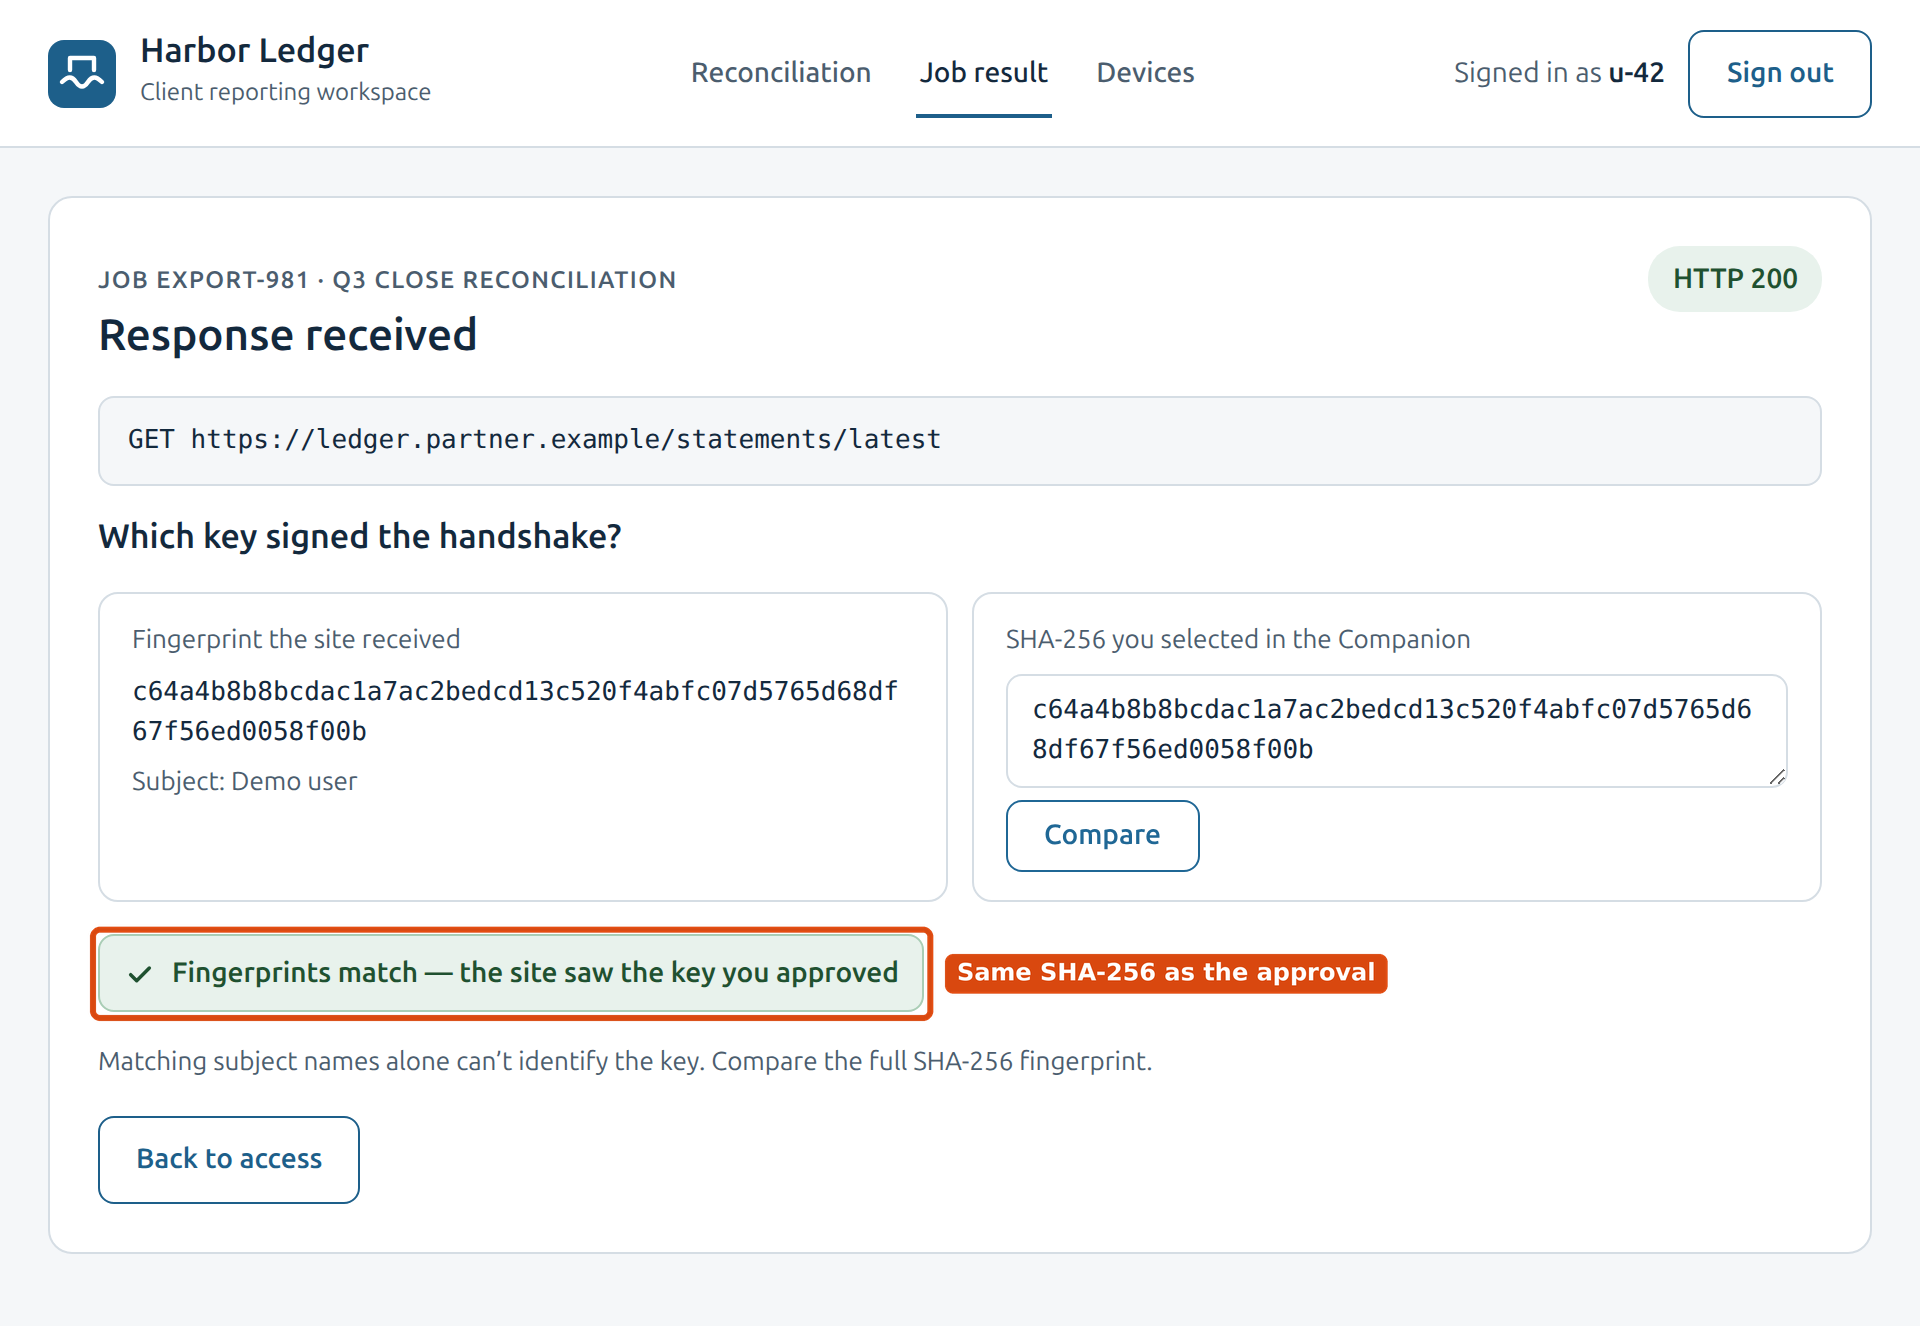 Harbor Ledger
Client reporting workspace
Reconciliation
Job result
Devices
Signed in as u-42
Sign out
JOB EXPORT-981 · Q3 CLOSE RECONCILIATION
HTTP 200
Response received
GET https://ledger.partner.example/statements/latest
Which key signed the handshake?
Fingerprint the site received
c64a4b8b8bcdac1a7ac2bedcd13c520f4abfc07d5765d68df
67f56ed0058f00b
Subject: Demo user
SHA-256 you selected in the Companion
c64a4b8b8bcdac1a7ac2bedcd13c520f4abfc07d5765d6
8df67f56ed0058f00b
Compare
Fingerprints match — the site saw the key you approved
Same SHA-256 as the approval
Matching subject names alone can’t identify the key. Compare the full SHA-256 fingerprint.
Back to access